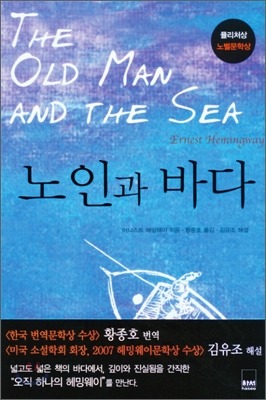 THE
OLD MAN
AND THE SEA
퓰리처상
노벨문학상
Ernest Hemingway
노인과 바다
어니스트 헤밍웨이 지음 · 황종호 옮김 · 김유조 해설
<한국 번역문학상 수상> 황종호 번역
<미국 소설학회 회장, 2007 헤밍웨이문학상 수상> 김유조 해설
넓고도 넓은 책의 바다에서, 깊이와 진실됨을 간직한
"오직 하나의 헤밍웨이"를 만난다.